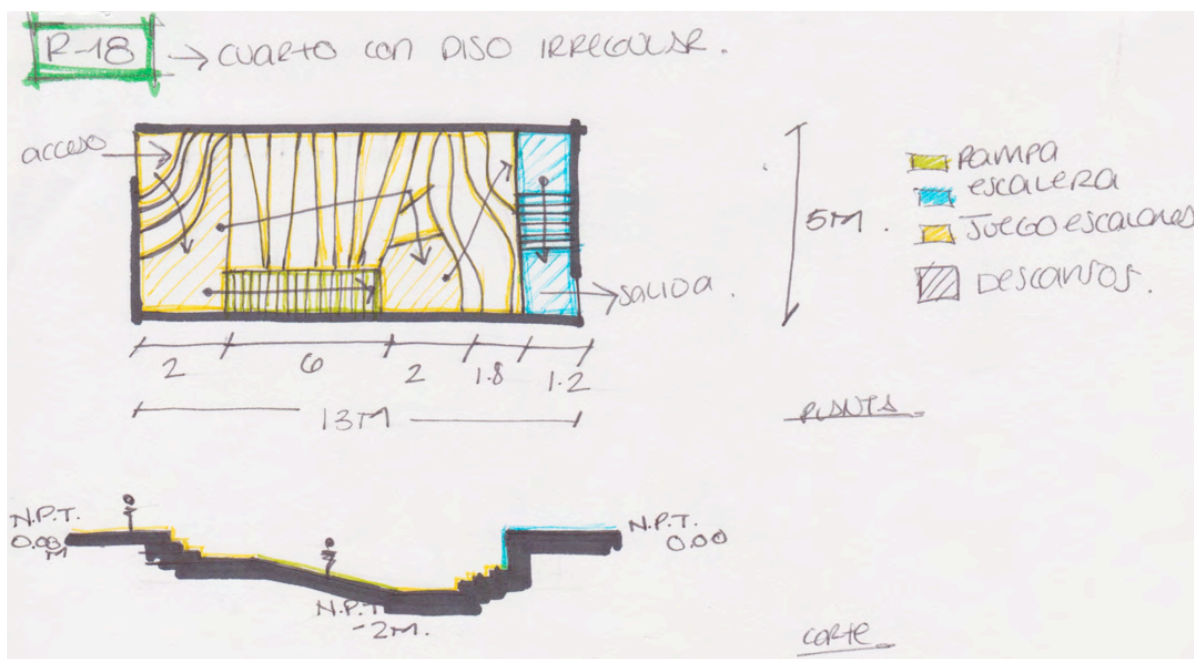 R-18 → CUARTO CON PISO IRREGULAR.
acceso
SALIDA.
5M.
RAMPA
escalera
JUEGO escalones
Descansos.
2 6 2 1.8 1.2
13M
PLANTA
N.P.T.
0.00
M
N.P.T.
-2M.
N.P.T.
0.00
CORTE